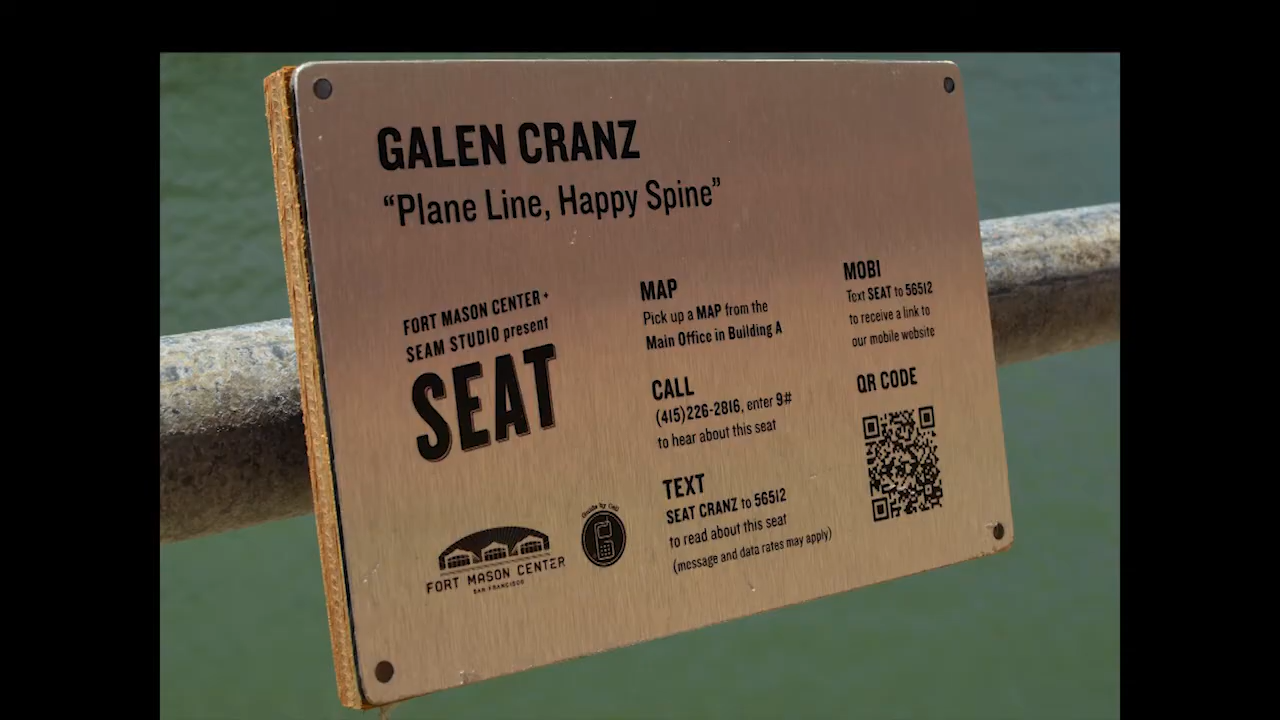 GALEN CRANZ
“Plane Line, Happy Spine”
FORT MASON CENTER+
SEAM STUDIO present
SEAT
FORT MASON CENTER
SAN FRANCISCO
Guide by Cell
MAP
Pick up a MAP from the
Main Office in Building A
CALL
(415)226-2816, enter 9#
to hear about this seat
TEXT
SEAT CRANZ to 56512
to read about this seat
(message and data rates may apply)
MOBI
Text SEAT to 56512
to receive a link to
our mobile website
QR CODE